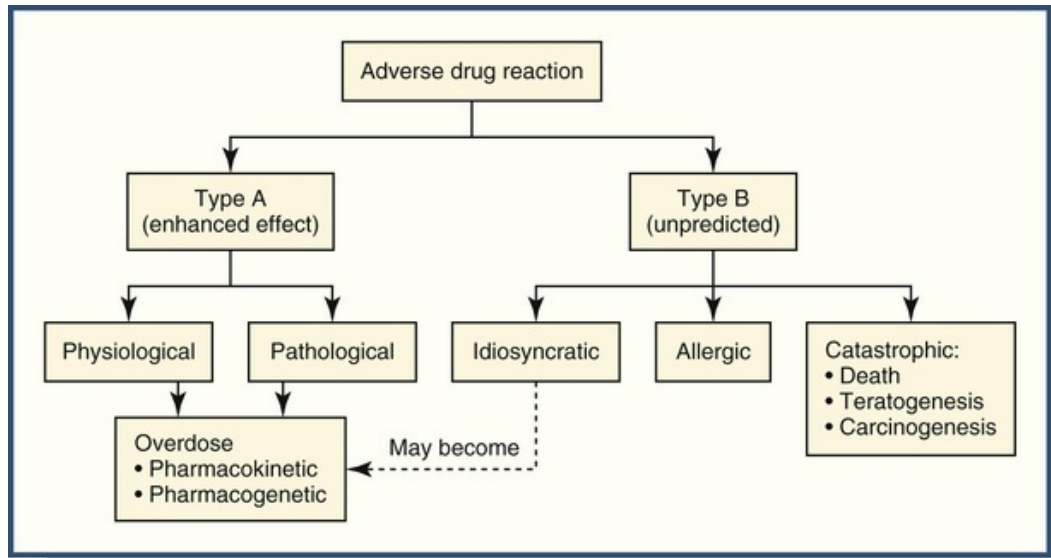 Adverse drug reaction
Type A
(enhanced effect)
Type B
(unpredicted)
Physiological
Pathological
Idiosyncratic
Allergic
Catastrophic:
• Death
• Teratogenesis
• Carcinogenesis
Overdose
• Pharmacokinetic
• Pharmacogenetic
May become